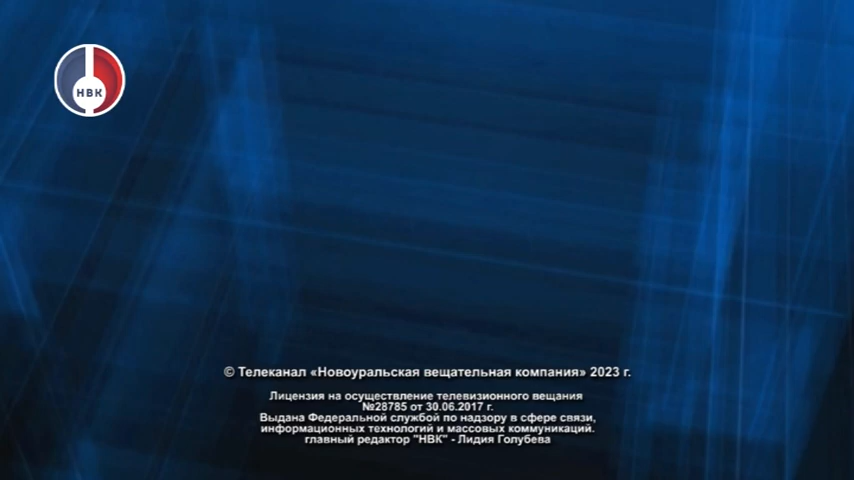 НВК
© Телеканал «Новоуральская вещательная компания» 2023 г.
Лицензия на осуществление телевизионного вещания
№28785 от 30.06.2017 г.
Выдана Федеральной службой по надзору в сфере связи,
информационных технологий и массовых коммуникаций.
главный редактор "НВК" - Лидия Голубева